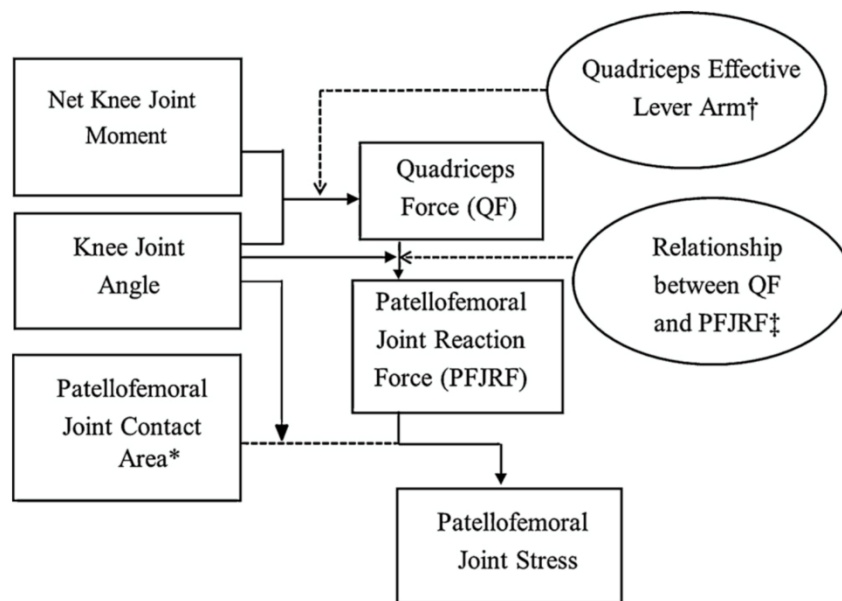 Net Knee Joint
Moment
Quadriceps Effective
Lever Arm†
Quadriceps
Force (QF)
Knee Joint
Angle
Relationship
between QF
and PFJRF‡
Patellofemoral
Joint Reaction
Force (PFJRF)
Patellofemoral
Joint Contact
Area*
Patellofemoral
Joint Stress